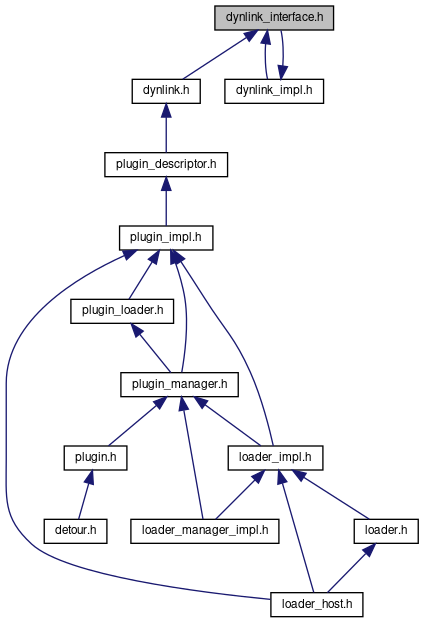 dynlink_interface.h
dynlink.h
dynlink_impl.h
plugin_descriptor.h
plugin_impl.h
plugin_loader.h
plugin_manager.h
plugin.h
loader_impl.h
detour.h
loader_manager_impl.h
loader.h
loader_host.h